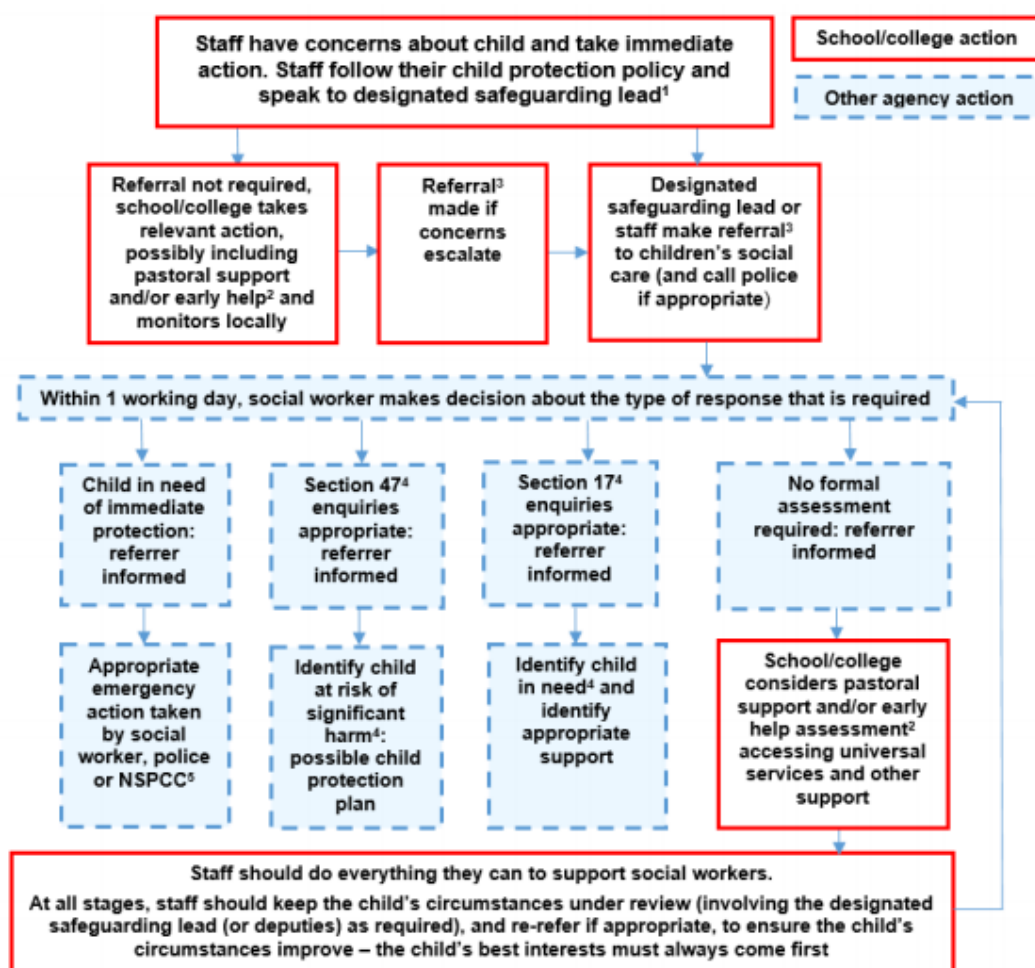 Staff have concerns about child and take immediate
action. Staff follow their child protection policy and
speak to designated safeguarding lead¹
School/college action
Other agency action
Referral not required,
school/college takes
relevant action,
possibly including
pastoral support
and/or early help² and
monitors locally
Referral³
made if
concerns
escalate
Designated
safeguarding lead or
staff make referral³
to children's social
care (and call police
if appropriate)
Within 1 working day, social worker makes decision about the type of response that is required
Child in need
of immediate
protection:
referrer
informed
Section 47⁴
enquiries
appropriate:
referrer
informed
Section 17⁴
enquiries
appropriate:
referrer
informed
No formal
assessment
required: referrer
informed
Appropriate
emergency
action taken
by social
worker, police
or NSPCC⁵
Identify child
at risk of
significant
harm⁴:
possible child
protection
plan
Identify child
in need⁴ and
identify
appropriate
support
School/college
considers pastoral
support and/or early
help assessment²
accessing universal
services and other
support
Staff should do everything they can to support social workers.
At all stages, staff should keep the child's circumstances under review (involving the designated
safeguarding lead (or deputies) as required), and re-refer if appropriate, to ensure the child's
circumstances improve – the child's best interests must always come first